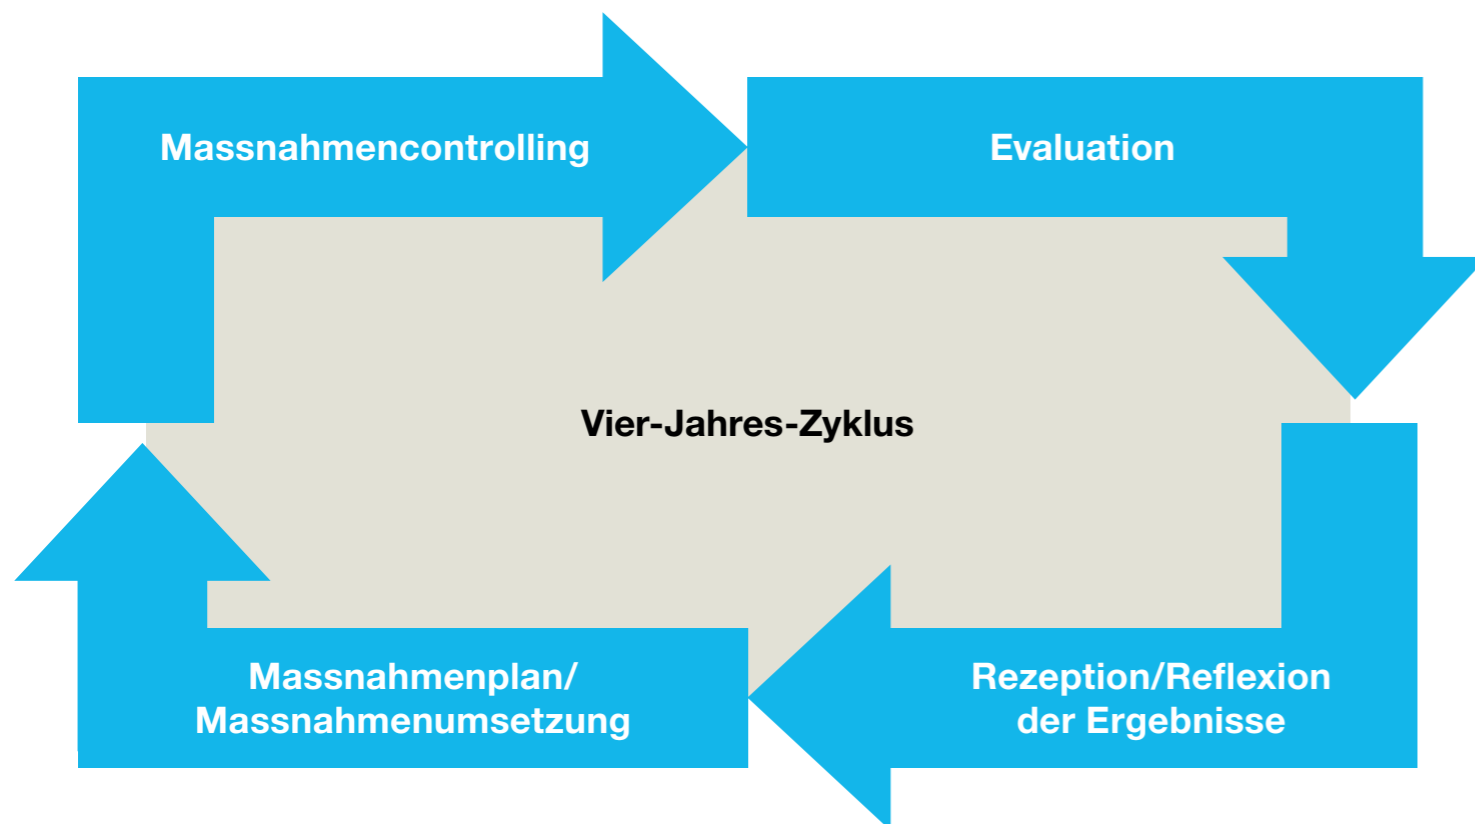 Massnahmencontrolling
Evaluation
Vier-Jahres-Zyklus
Massnahmenplan/
Massnahmenumsetzung
Rezeption/Reflexion
der Ergebnisse